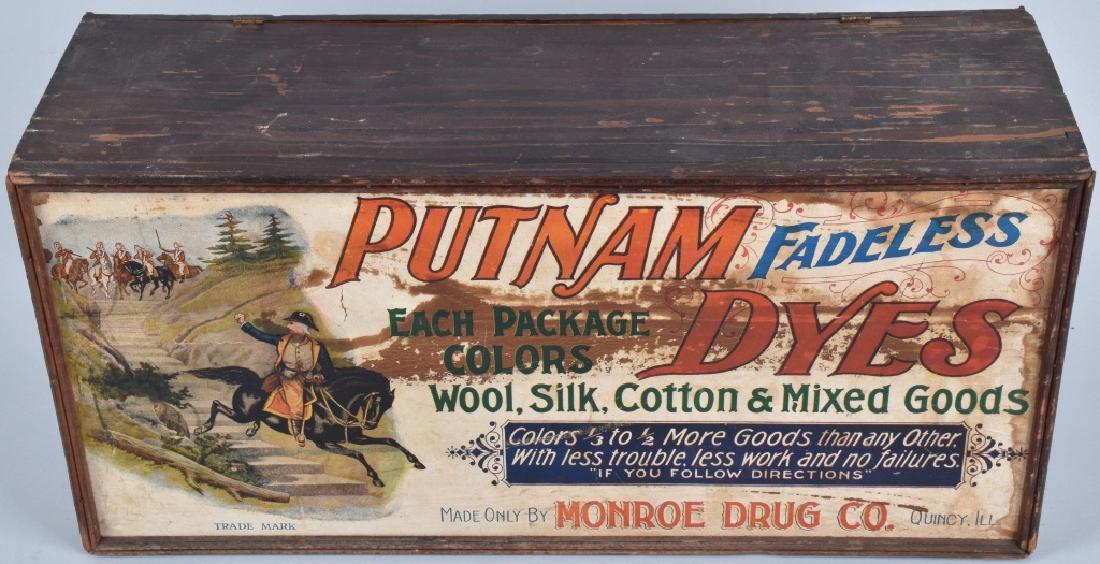 PUTNAM FADELESS
DYES
EACH PACKAGE
COLORS
WOOL, SILK, COTTON & MIXED GOODS
Colors 1/3 to 1/2 More Goods than any Other,
With less trouble, less work and no failures.
"IF YOU FOLLOW DIRECTIONS"
MADE ONLY BY MONROE DRUG CO. QUINCY, ILL
TRADE MARK